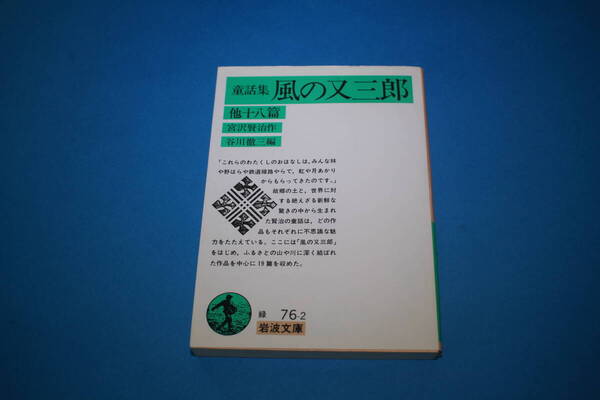 童話集 風の又三郎
他十八篇
宮沢賢治作
谷川徹三編
「これらのわたくしのおはなしは、みんな林
や野はらや鉄道線路やらで、虹や月あかり
からもらってきたのです。」
故郷の土と、世界に対
する絶えざる新鮮な
驚きの中から生まれ
た賢治の童話は、どの作
品もそれぞれに不思議な魅
力をたたえている。ここには「風の又三郎」
をはじめ、ふるさとの山や川に深く結ばれ
た作品を中心に19篇を収めた。
緑 76-2
岩波文庫